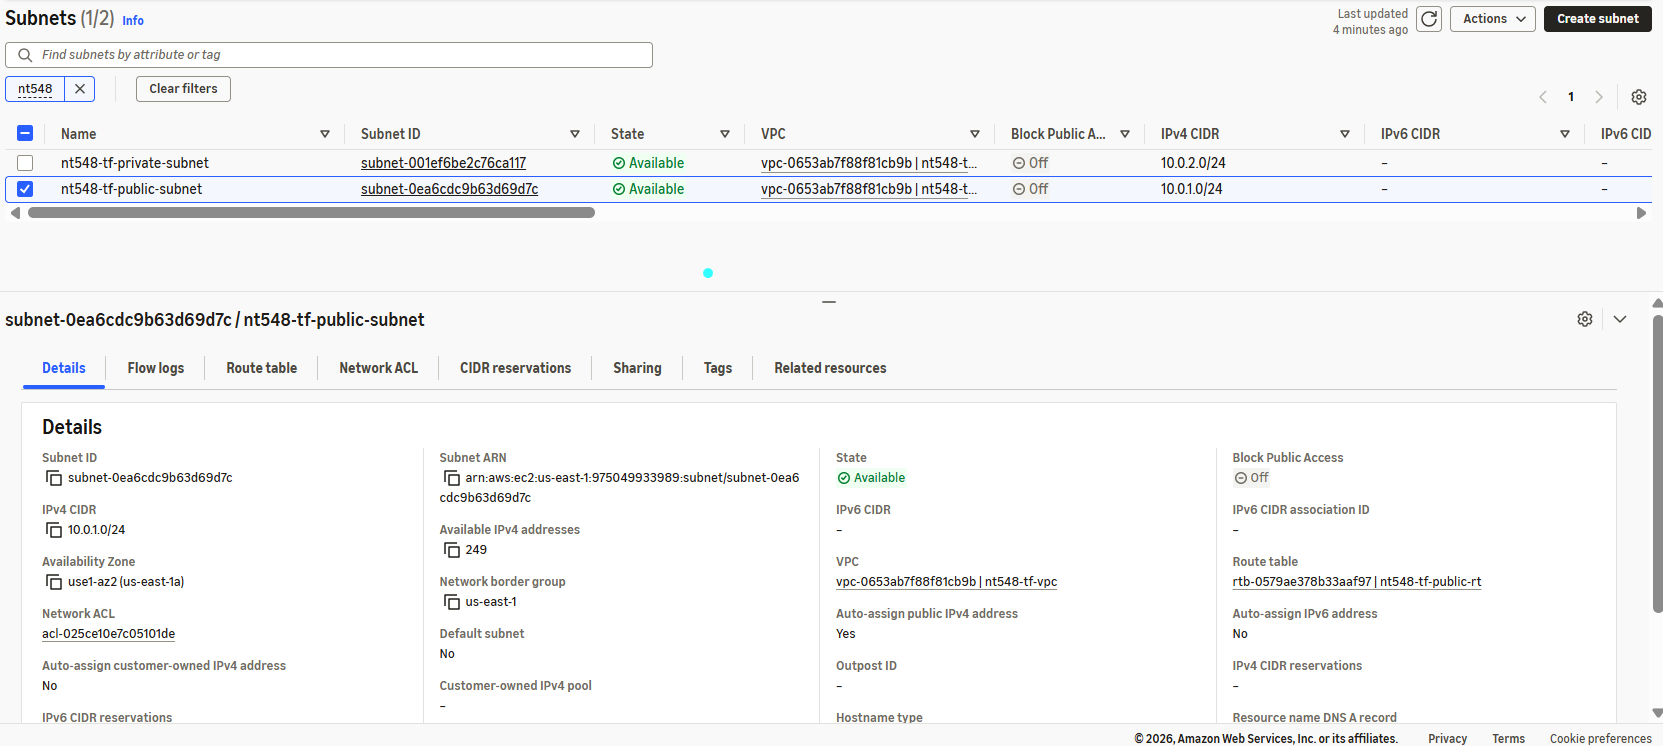 Subnets (1/2) Info
Last updated
4 minutes ago
Actions
Create subnet
Find subnets by attribute or tag
nt548
Clear filters
1
Name Subnet ID State VPC Block Public A... IPv4 CIDR IPv6 CIDR IPv6 CID
nt548-tf-private-subnet subnet-001ef6be2c76ca117 Available vpc-0653ab7f88f81cb9b | nt548-t... Off 10.0.2.0/24 – –
nt548-tf-public-subnet subnet-0ea6cdc9b63d69d7c Available vpc-0653ab7f88f81cb9b | nt548-t... Off 10.0.1.0/24 – –
subnet-0ea6cdc9b63d69d7c / nt548-tf-public-subnet
Details Flow logs Route table Network ACL CIDR reservations Sharing Tags Related resources
Details
Subnet ID
subnet-0ea6cdc9b63d69d7c
IPv4 CIDR
10.0.1.0/24
Availability Zone
use1-az2 (us-east-1a)
Network ACL
acl-025ce10e7c05101de
Auto-assign customer-owned IPv4 address
No
IPv6 CIDR reservations
Subnet ARN
arn:aws:ec2:us-east-1:975049933989:subnet/subnet-0ea6
cdc9b63d69d7c
Available IPv4 addresses
249
Network border group
us-east-1
Default subnet
No
Customer-owned IPv4 pool
–
State
Available
IPv6 CIDR
–
VPC
vpc-0653ab7f88f81cb9b | nt548-tf-vpc
Auto-assign public IPv4 address
Yes
Outpost ID
–
Hostname type
Block Public Access
Off
IPv6 CIDR association ID
–
Route table
rtb-0579ae378b33aaf97 | nt548-tf-public-rt
Auto-assign IPv6 address
No
IPv4 CIDR reservations
–
Resource name DNS A record
© 2026, Amazon Web Services, Inc. or its affiliates. Privacy Terms Cookie preferences